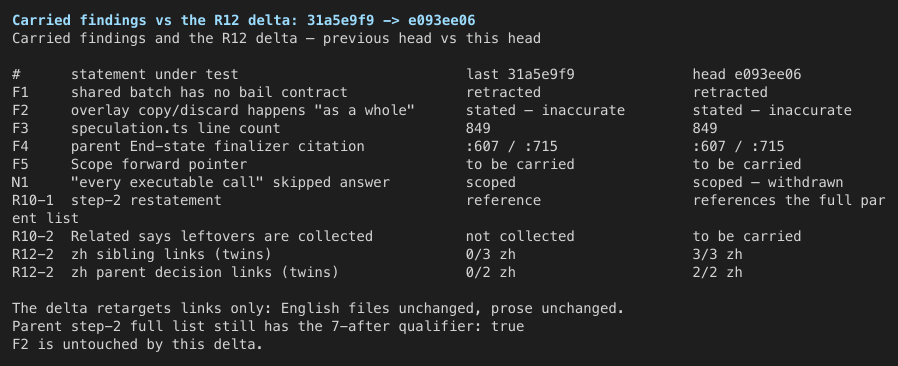 Carried findings vs the R12 delta: 31a5e9f9 -> e093ee06
Carried findings and the R12 delta — previous head vs this head
# statement under test last 31a5e9f9 head e093ee06
F1 shared batch has no bail contract retracted retracted
F2 overlay copy/discard happens "as a whole" stated — inaccurate stated — inaccurate
F3 speculation.ts line count 849 849
F4 parent End-state finalizer citation :607 / :715 :607 / :715
F5 Scope forward pointer to be carried to be carried
N1 "every executable call" skipped answer scoped scoped — withdrawn
R10-1 step-2 restatement reference references the full par
ent list
R10-2 Related says leftovers are collected not collected to be carried
R12-2 zh sibling links (twins) 0/3 zh 3/3 zh
R12-2 zh parent decision links (twins) 0/2 zh 2/2 zh
The delta retargets links only: English files unchanged, prose unchanged.
Parent step-2 full list still has the 7-after qualifier: true
F2 is untouched by this delta.